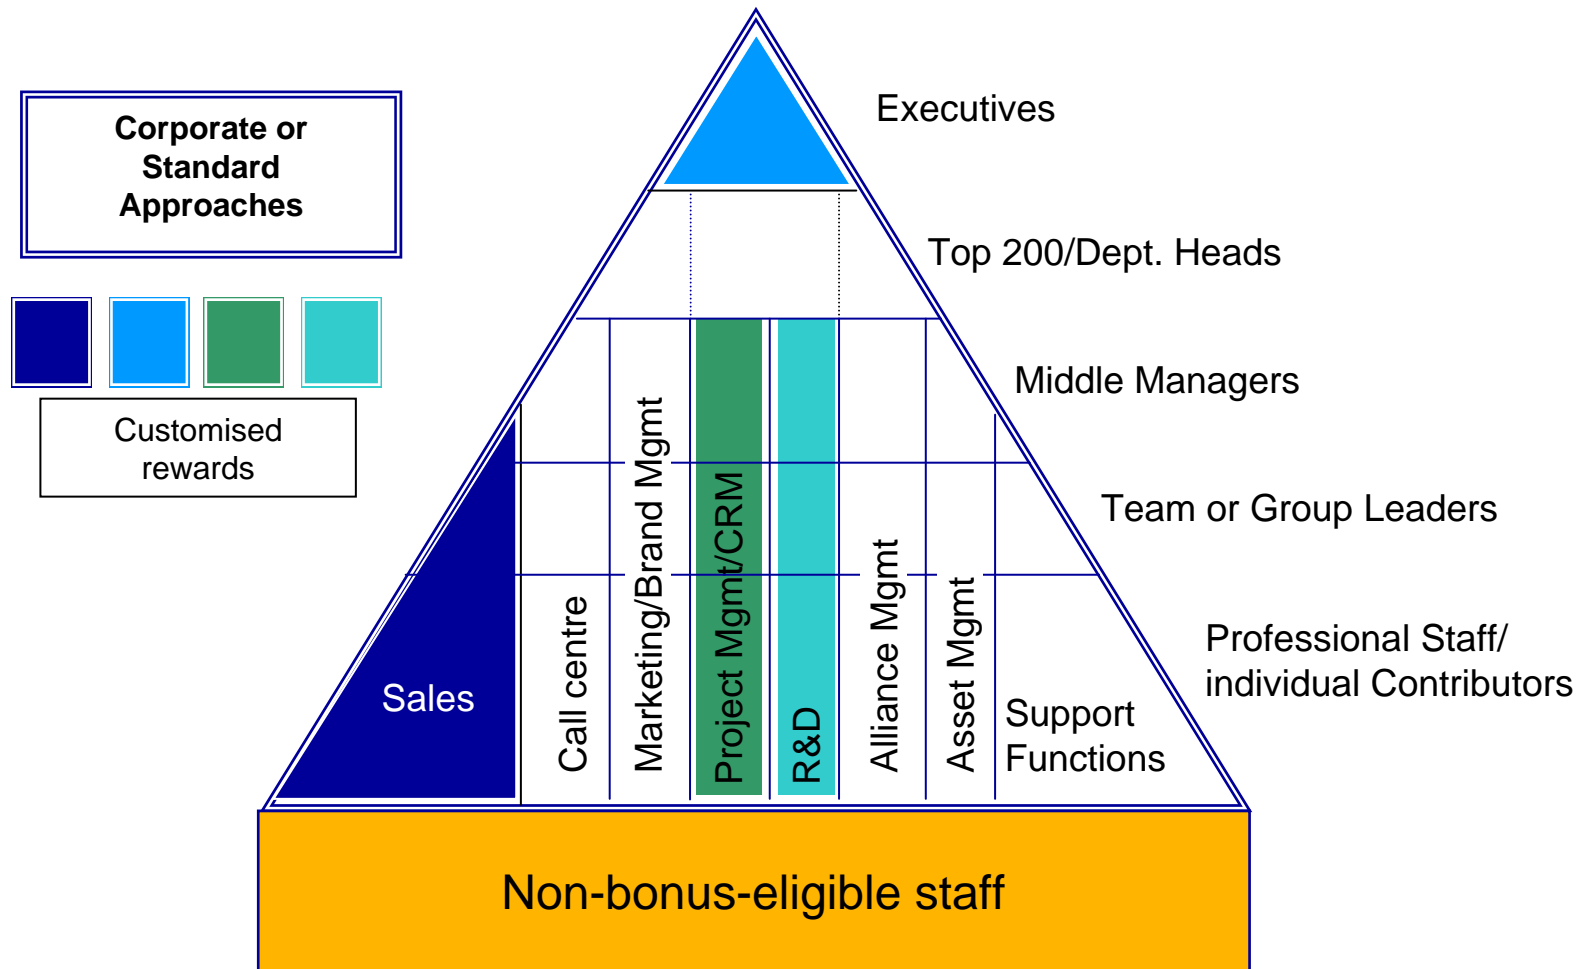 Corporate or
Standard
Approaches
Customised
rewards
Executives
Top 200/Dept. Heads
Middle Managers
Team or Group Leaders
Professional Staff/
individual Contributors
Sales
Call centre
Marketing/Brand Mgmt
Project Mgmt/CRM
R&D
Alliance Mgmt
Asset Mgmt
Support
Functions
Non-bonus-eligible staff